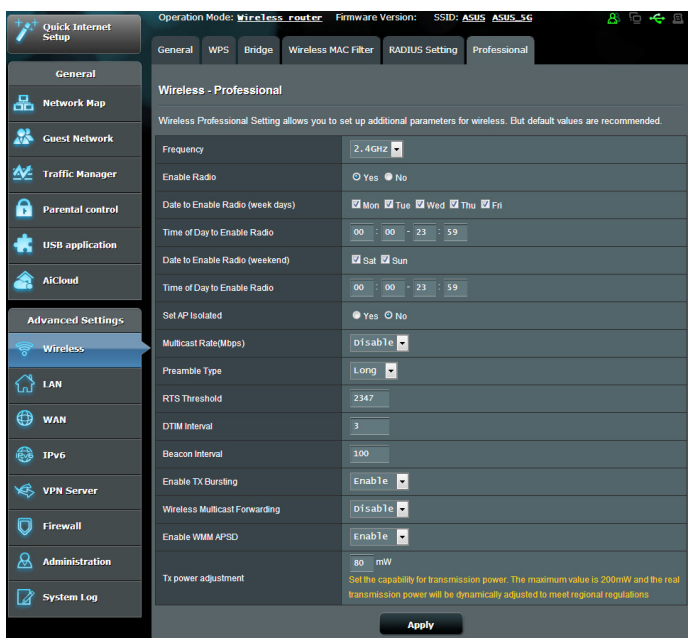 Operation Mode: Wireless router Firmware Version: SSID: ASUS ASUS_5G
Quick Internet
Setup
General WPS Bridge Wireless MAC Filter RADIUS Setting Professional
General
Network Map
Guest Network
Traffic Manager
Parental control
USB application
AiCloud
Advanced Settings
Wireless
LAN
WAN
IPv6
VPN Server
Firewall
Administration
System Log
Wireless - Professional
Wireless Professional Setting allows you to set up additional parameters for wireless. But default values are recommended.
Frequency 2.4GHz
Enable Radio Yes No
Date to Enable Radio (week days) Mon Tue Wed Thu Fri
Time of Day to Enable Radio 00 : 00 - 23 : 59
Date to Enable Radio (weekend) Sat Sun
Time of Day to Enable Radio 00 : 00 - 23 : 59
Set AP Isolated Yes No
Multicast Rate(Mbps) Disable
Preamble Type Long
RTS Threshold 2347
DTIM Interval 3
Beacon Interval 100
Enable TX Bursting Enable
Wireless Multicast Forwarding Disable
Enable WMM APSD Enable
Tx power adjustment 80 mW
Set the capability for transmission power. The maximum value is 200mW and the real
transmission power will be dynamically adjusted to meet regional regulations
Apply